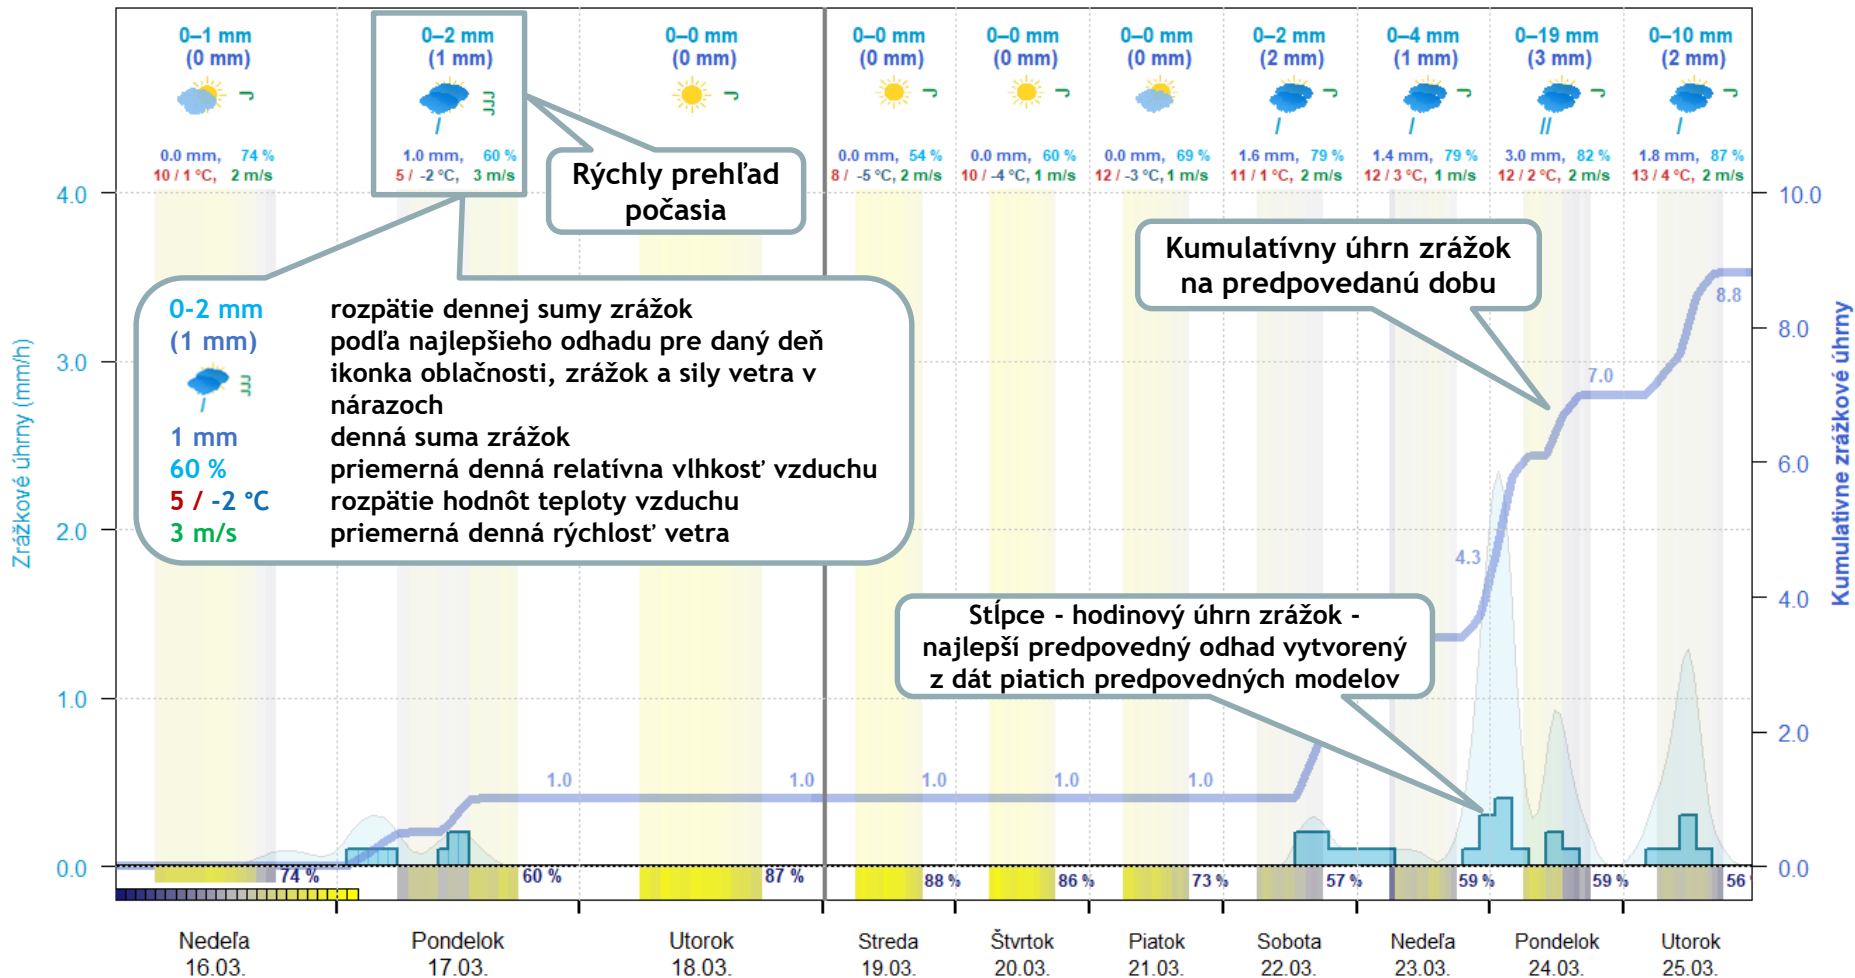 0–1 mm
(0 mm)
0.0 mm, 74 %
10 / 1 °C, 2 m/s
0–2 mm
(1 mm)
1.0 mm, 60 %
5 / -2 °C, 3 m/s
0–0 mm
(0 mm)
0–0 mm
(0 mm)
0.0 mm, 54 %
8 / -5 °C, 2 m/s
0–0 mm
(0 mm)
0.0 mm, 60 %
10 / -4 °C, 1 m/s
0–0 mm
(0 mm)
0.0 mm, 69 %
12 / -3 °C, 1 m/s
0–2 mm
(2 mm)
1.6 mm, 79 %
11 / 1 °C, 2 m/s
0–4 mm
(1 mm)
1.4 mm, 79 %
12 / 3 °C, 1 m/s
0–19 mm
(3 mm)
3.0 mm, 82 %
12 / 2 °C, 2 m/s
0–10 mm
(2 mm)
1.8 mm, 87 %
13 / 4 °C, 2 m/s
Rýchly prehľad
počasia
0-2 mm rozpätie dennej sumy zrážok
(1 mm) podľa najlepšieho odhadu pre daný deň
ikonka oblačnosti, zrážok a sily vetra v
nárazoch
1 mm denná suma zrážok
60 % priemerná denná relatívna vlhkosť vzduchu
5 / -2 °C rozpätie hodnôt teploty vzduchu
3 m/s priemerná denná rýchlosť vetra
Kumulatívny úhrn zrážok
na predpovedanú dobu
Stĺpce - hodinový úhrn zrážok -
najlepší predpovedný odhad vytvorený
z dát piatich predpovedných modelov
Zrážkové úhrny (mm/h)
4.0
3.0
2.0
1.0
0.0
Kumulatívne zrážkové úhrny
10.0
8.0
6.0
4.0
2.0
0.0
1.0
1.0
1.0
1.0
1.0
4.3
7.0
8.8
74 %
60 %
87 %
88 %
86 %
73 %
57 %
59 %
59 %
56
Nedeľa
16.03.
Pondelok
17.03.
Utorok
18.03.
Streda
19.03.
Štvrtok
20.03.
Piatok
21.03.
Sobota
22.03.
Nedeľa
23.03.
Pondelok
24.03.
Utorok
25.03.